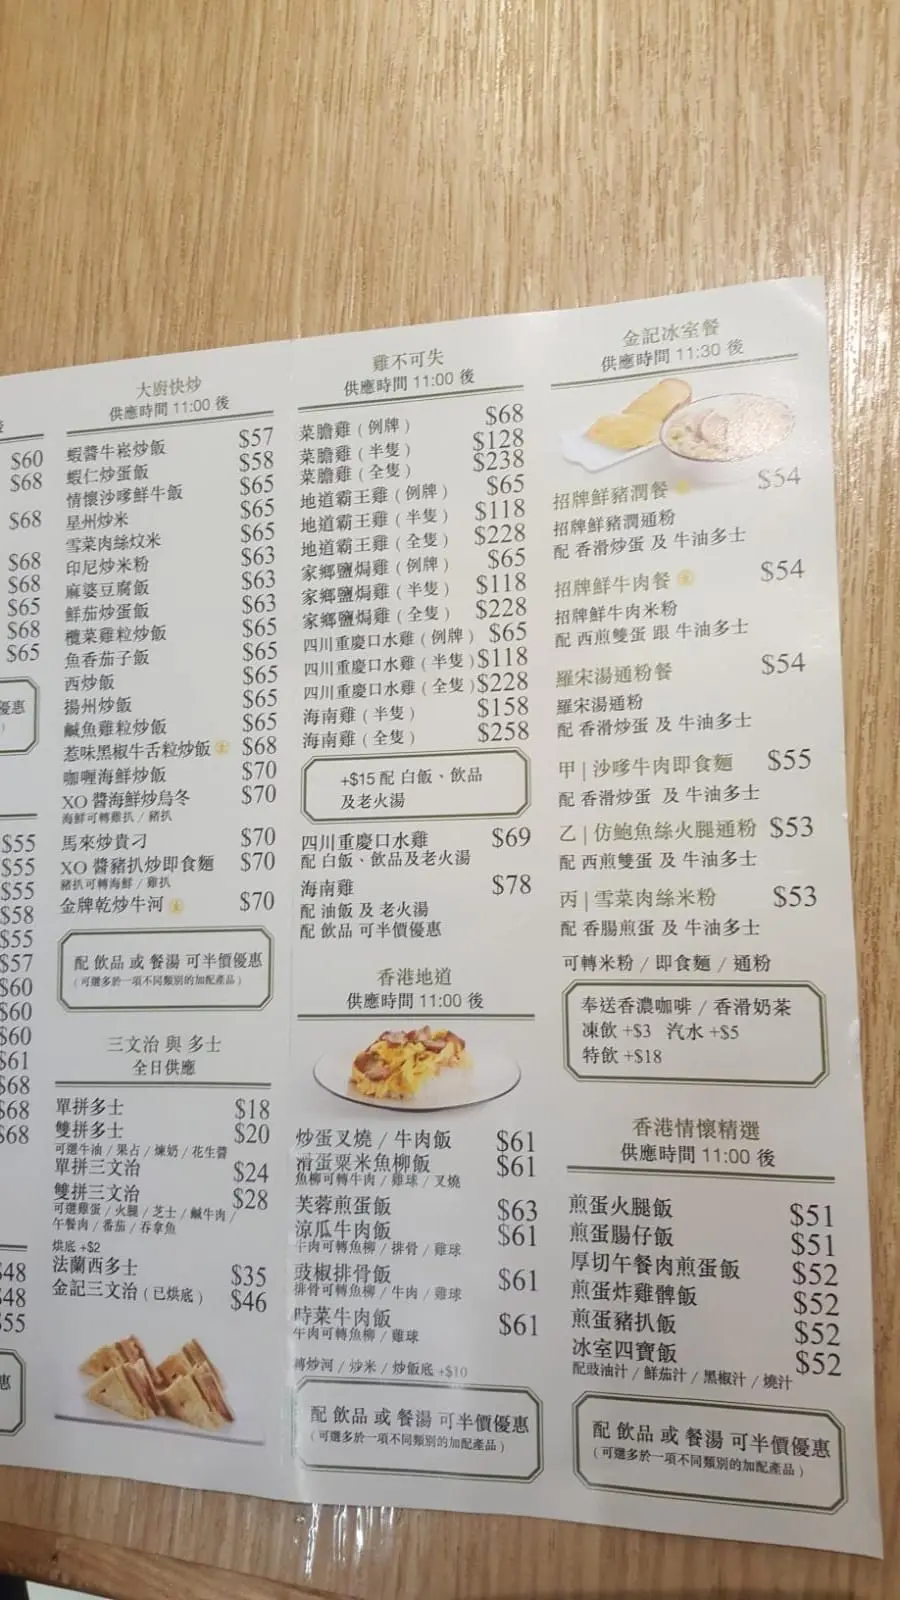 後
$60
$68
$68
$68
$68
$65
$68
$65
優惠
)
$55
$55
$55
$58
$55
$57
$60
$60
$60
$61
$68
$68
$68
$48
$48
$55
惠
大廚快炒
供應時間 11:00 後
蝦醬牛崧炒飯 $57
蝦仁炒蛋飯 $58
情懷沙嗲鮮牛飯 $65
星州炒米 $65
雪菜肉絲炆米 $65
印尼炒米粉 $63
麻婆豆腐飯 $63
鮮茄炒蛋飯 $63
欖菜雞粒炒飯 $65
魚香茄子飯 $65
西炒飯 $65
揚州炒飯 $65
鹹魚雞粒炒飯 $65
惹味黑椒牛舌粒炒飯 $68
咖喱海鮮炒飯 $70
XO 醬海鮮炒烏冬 $70
海鮮可轉雞扒 / 豬扒
馬來炒貴刁 $70
XO 醬豬扒炒即食麵 $70
豬扒可轉海鮮 / 雞扒
金牌乾炒牛河 $70
配 飲品 或 餐湯 可半價優惠
(可選多於一項不同類別的加配產品)
三文治 與 多士
全日供應
單拼多士 $18
雙拼多士 $20
可選牛油 / 果占 / 煉奶 / 花生醬
單拼三文治 $24
雙拼三文治 $28
可選雞蛋 / 火腿 / 芝士 / 鹹牛肉 /
午餐肉 / 番茄 / 吞拿魚
烘底 +$2
法蘭西多士 $35
金記三文治 (已烘底) $46
雞不可失
供應時間 11:00 後
菜膽雞 (例牌) $68
菜膽雞 (半隻) $128
菜膽雞 (全隻) $238
地道霸王雞 (例牌) $65
地道霸王雞 (半隻) $118
地道霸王雞 (全隻) $228
家鄉鹽焗雞 (例牌) $65
家鄉鹽焗雞 (半隻) $118
家鄉鹽焗雞 (全隻) $228
四川重慶口水雞 (例牌) $65
四川重慶口水雞 (半隻) $118
四川重慶口水雞 (全隻) $228
海南雞 (半隻) $158
海南雞 (全隻) $258
+$15 配 白飯、飲品
及老火湯
四川重慶口水雞 $69
配 白飯、飲品及老火湯
海南雞 $78
配 油飯 及 老火湯
配 飲品 可半價優惠
香港地道
供應時間 11:00 後
炒蛋叉燒 / 牛肉飯 $61
滑蛋粟米魚柳飯 $61
魚柳可轉牛肉 / 雞球 / 叉燒
芙蓉煎蛋飯 $63
涼瓜牛肉飯 $61
牛肉可轉魚柳 / 排骨 / 雞球
豉椒排骨飯 $61
排骨可轉魚柳 / 牛肉 / 雞球
時菜牛肉飯 $61
牛肉可轉魚柳 / 雞球
轉炒河 / 炒米 / 炒飯底 +$10
配 飲品 或 餐湯 可半價優惠
(可選多於一項不同類別的加配產品)
金記冰室餐
供應時間 11:30 後
招牌鮮豬潤餐 $54
招牌鮮豬潤通粉
配 香滑炒蛋 及 牛油多士
招牌鮮牛肉餐 $54
招牌鮮牛肉米粉
配 西煎雙蛋 跟 牛油多士
羅宋湯通粉餐 $54
羅宋湯通粉
配 香滑炒蛋 及 牛油多士
甲 | 沙嗲牛肉即食麵 $55
配 香滑炒蛋 及 牛油多士
乙 | 仿鮑魚絲火腿通粉 $53
配 西煎雙蛋 及 牛油多士
丙 | 雪菜肉絲米粉 $53
配 香腸煎蛋 及 牛油多士
可轉米粉 / 即食麵 / 通粉
奉送香濃咖啡 / 香滑奶茶
凍飲 +$3 汽水 +$5
特飲 +$18
香港情懷精選
供應時間 11:00 後
煎蛋火腿飯 $51
煎蛋腸仔飯 $51
厚切午餐肉煎蛋飯 $52
煎蛋炸雞髀飯 $52
煎蛋豬扒飯 $52
冰室四寶飯 $52
配豉油汁 / 鮮茄汁 / 黑椒汁 / 燒汁
配 飲品 或 餐湯 可半價優惠
(可選多於一項不同類別的加配產品)